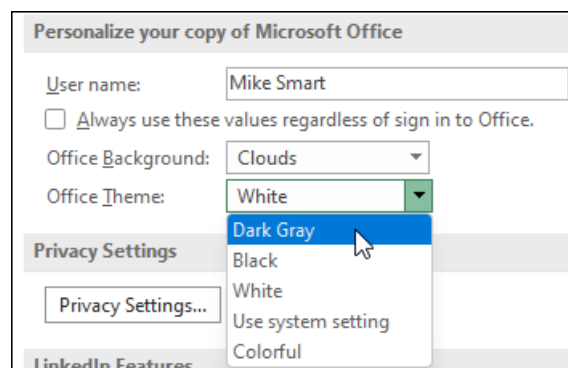 Personalize your copy of Microsoft Office
User name: Mike Smart
Always use these values regardless of sign in to Office.
Office Background: Clouds
Office Theme: White
Dark Gray
Black
White
Use system setting
Colorful
Privacy Settings
Privacy Settings...
LinkedIn Features